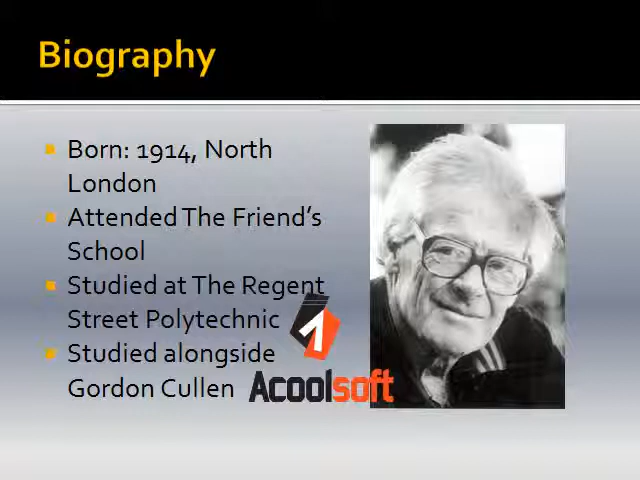 Biography
Born: 1914, North
London
Attended The Friend's
School
Studied at The Regent
Street Polytechnic
Studied alongside
Gordon Cullen
Acoolsoft